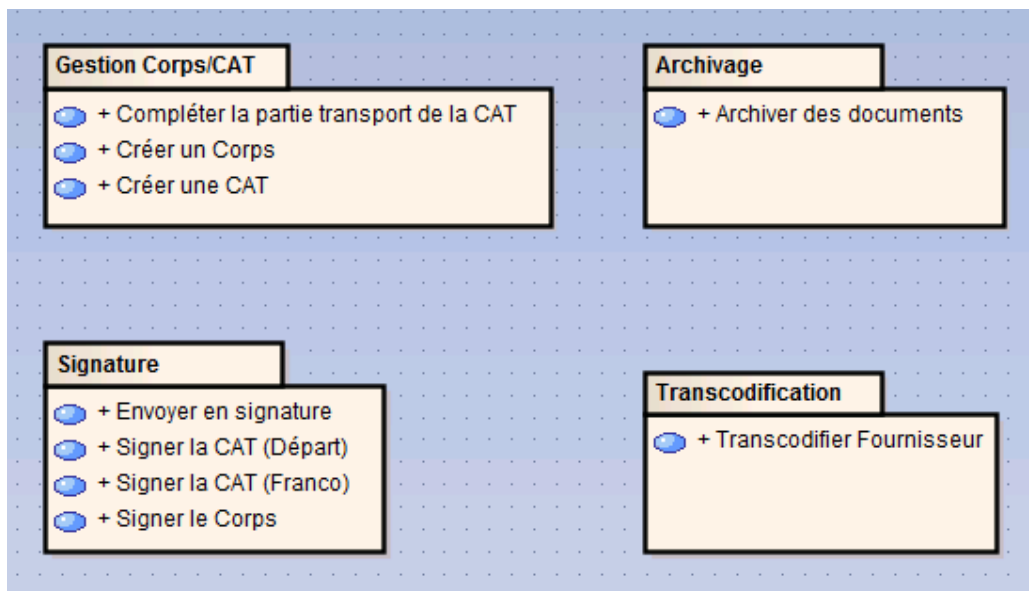 Gestion Corps/CAT
+ Compléter la partie transport de la CAT
+ Créer un Corps
+ Créer une CAT
Archivage
+ Archiver des documents
Signature
+ Envoyer en signature
+ Signer la CAT (Départ)
+ Signer la CAT (Franco)
+ Signer le Corps
Transcodification
+ Transcodifier Fournisseur